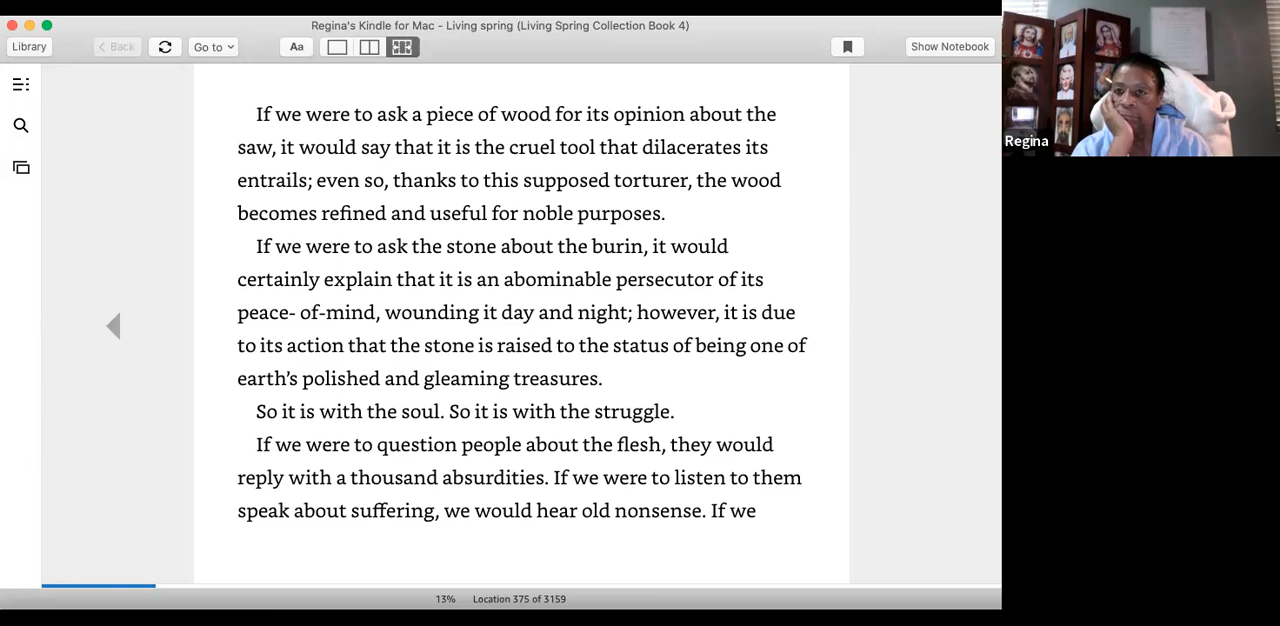 Regina's Kindle for Mac - Living spring (Living Spring Collection Book 4)
Library
Back
Go to
Aa
Show Notebook
If we were to ask a piece of wood for its opinion about the
saw, it would say that it is the cruel tool that dilacerates its
entrails; even so, thanks to this supposed torturer, the wood
becomes refined and useful for noble purposes.
If we were to ask the stone about the burin, it would
certainly explain that it is an abominable persecutor of its
peace- of-mind, wounding it day and night; however, it is due
to its action that the stone is raised to the status of being one of
earth’s polished and gleaming treasures.
So it is with the soul. So it is with the struggle.
If we were to question people about the flesh, they would
reply with a thousand absurdities. If we were to listen to them
speak about suffering, we would hear old nonsense. If we
13% Location 375 of 3159
Regina